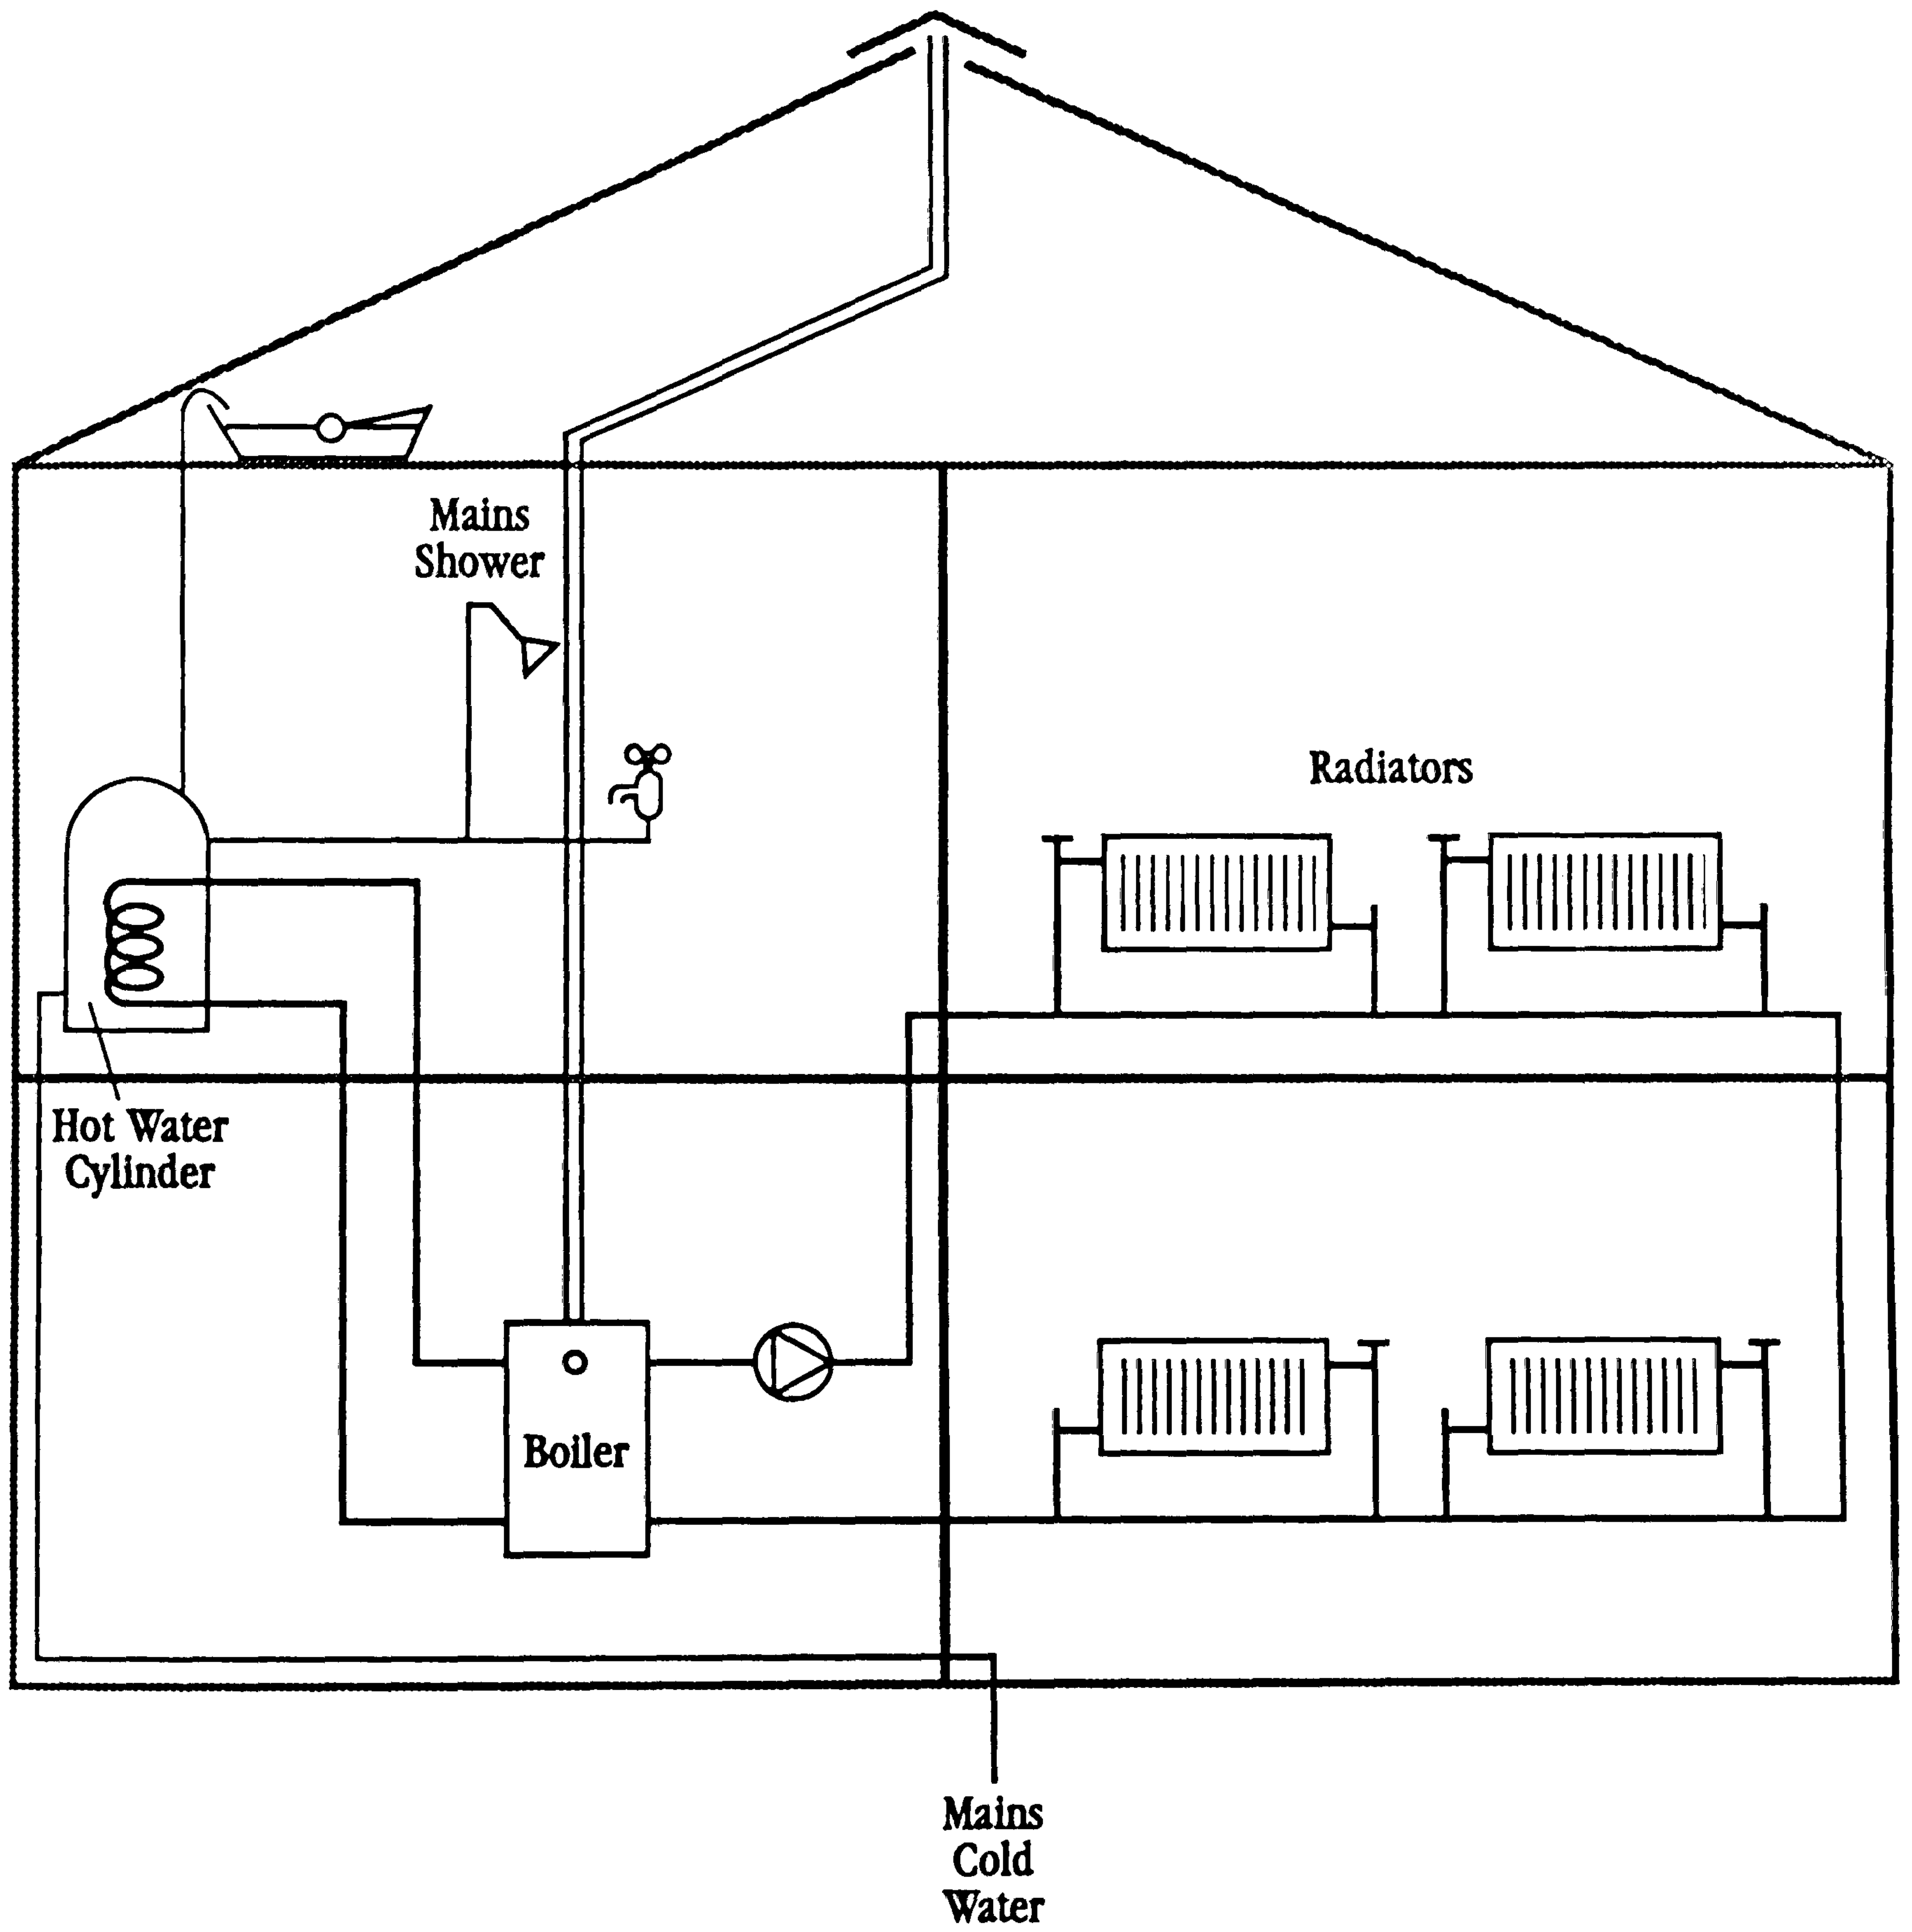 Mains
Shower
Radiators
Hot Water
Cylinder
Boiler
Mains
Cold
Water